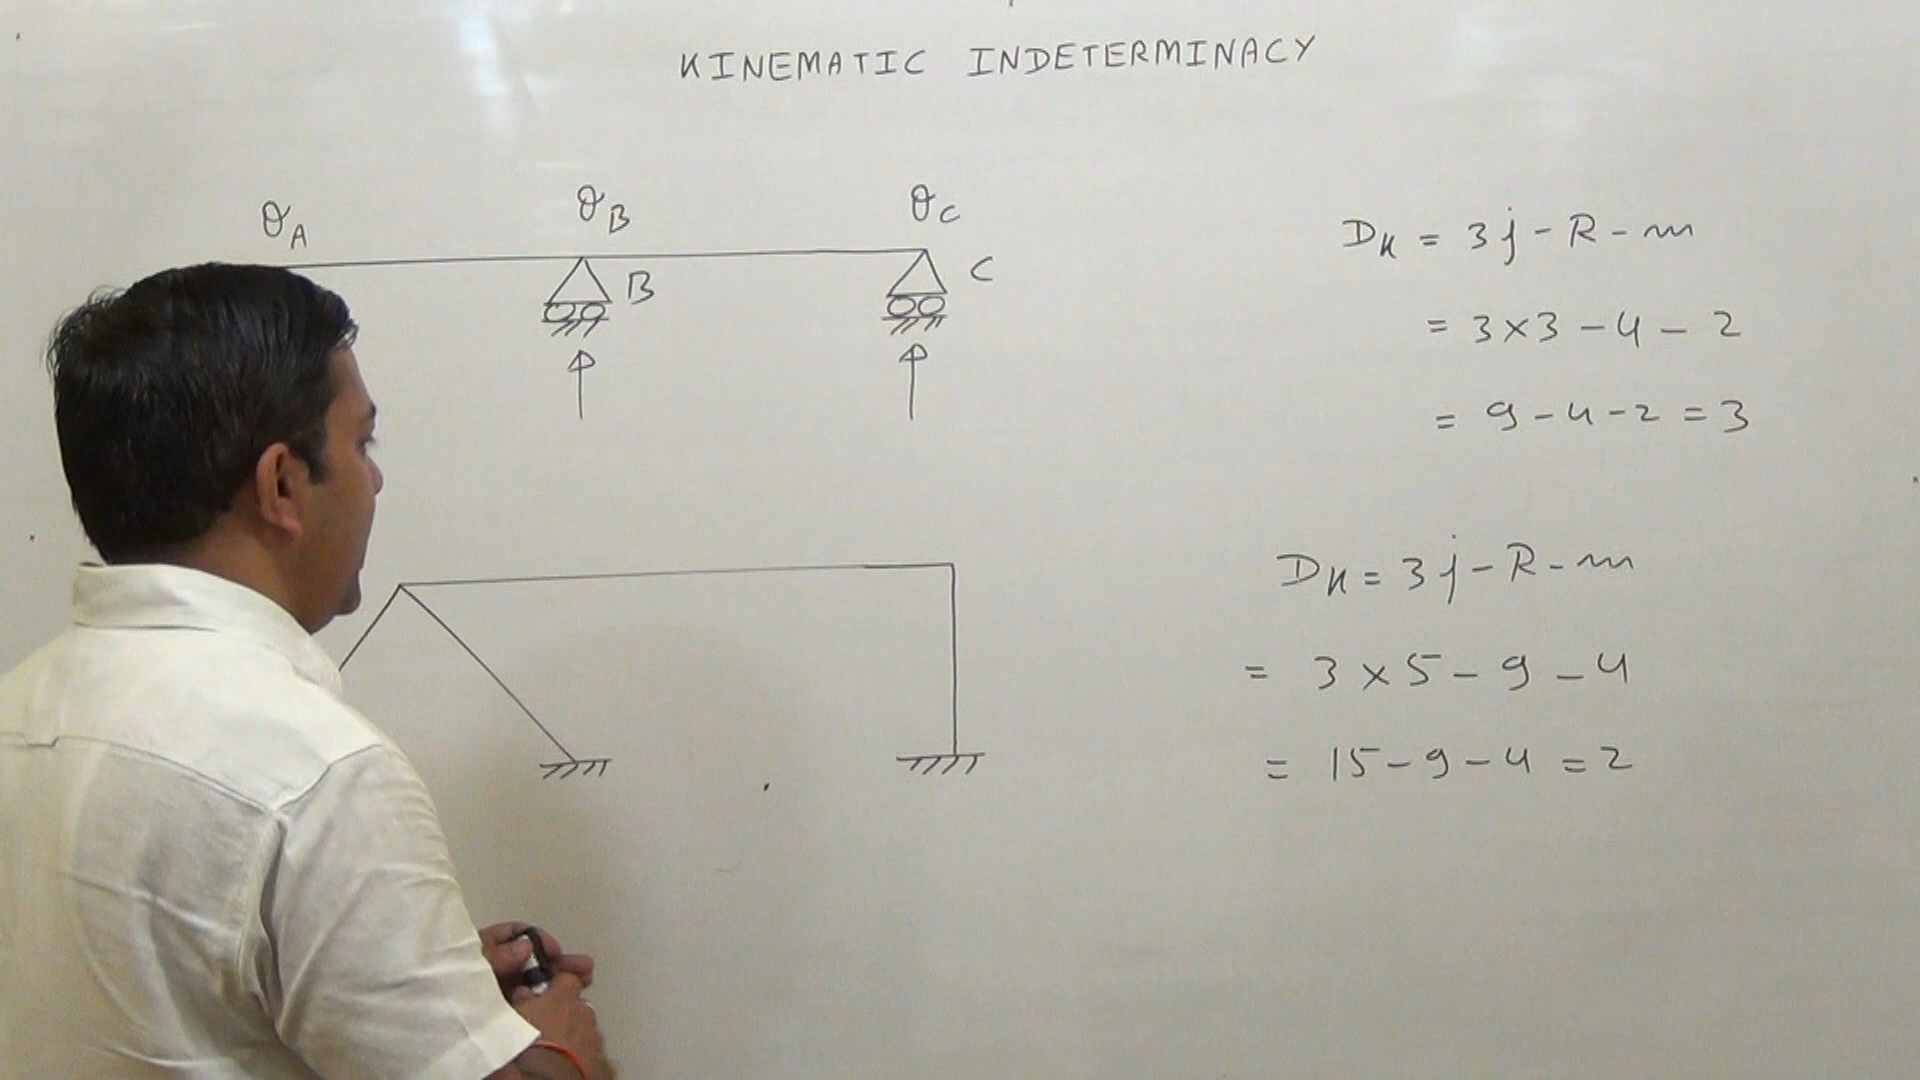 KINEMATIC INDETERMINACY
θA θB θC
B C
Dk = 3j - R - m
= 3×3 - 4 - 2
= 9 - 4 - 2 = 3
Dk = 3j - R - m
= 3×5 - 9 - 4
= 15 - 9 - 4 = 2